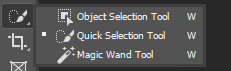 Object Selection Tool W
Quick Selection Tool W
Magic Wand Tool W